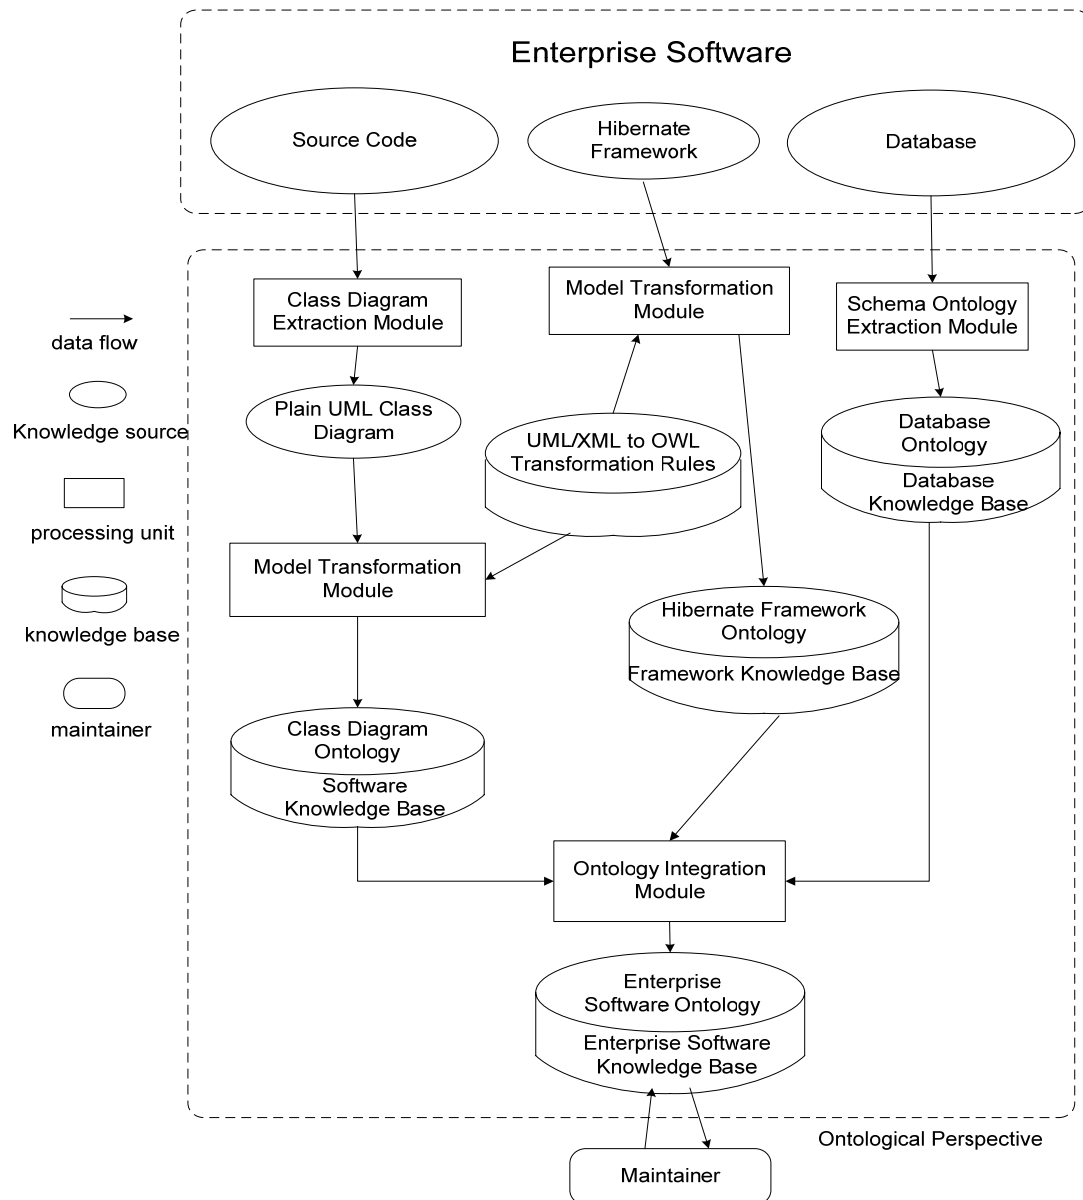 Enterprise Software
Source Code
Hibernate
Framework
Database
Class Diagram
Extraction Module
Model Transformation
Module
Schema Ontology
Extraction Module
data flow
Knowledge source
processing unit
knowledge base
maintainer
Plain UML Class
Diagram
UML/XML to OWL
Transformation Rules
Database
Ontology
Database
Knowledge Base
Model Transformation
Module
Hibernate Framework
Ontology
Framework Knowledge Base
Class Diagram
Ontology
Software
Knowledge Base
Ontology Integration
Module
Enterprise
Software Ontology
Enterprise Software
Knowledge Base
Ontological Perspective
Maintainer